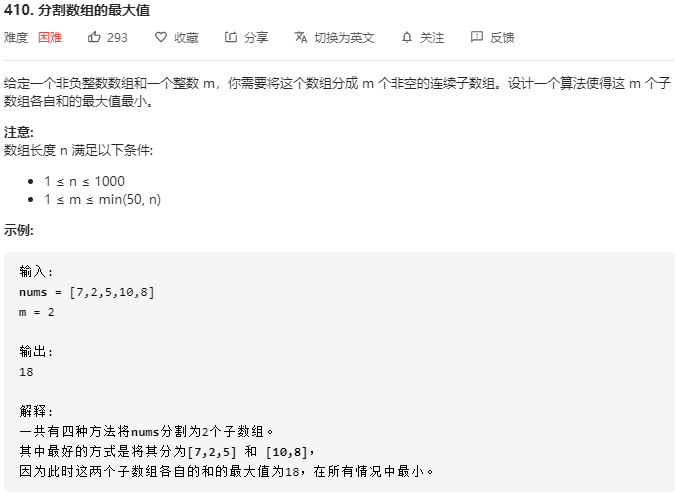 410. 分割数组的最大值
难度 困难 293 收藏 分享 切换为英文 关注 反馈
给定一个非负整数数组和一个整数 m，你需要将这个数组分成 m 个非空的连续子数组。设计一个算法使得这 m 个子
数组各自和的最大值最小。
注意:
数组长度 n 满足以下条件:
• 1 ≤ n ≤ 1000
• 1 ≤ m ≤ min(50, n)
示例:
输入:
nums = [7,2,5,10,8]
m = 2
输出:
18
解释:
一共有四种方法将nums分割为2个子数组。
其中最好的方式是将其分为[7,2,5] 和 [10,8]，
因为此时这两个子数组各自的和的最大值为18，在所有情况中最小。